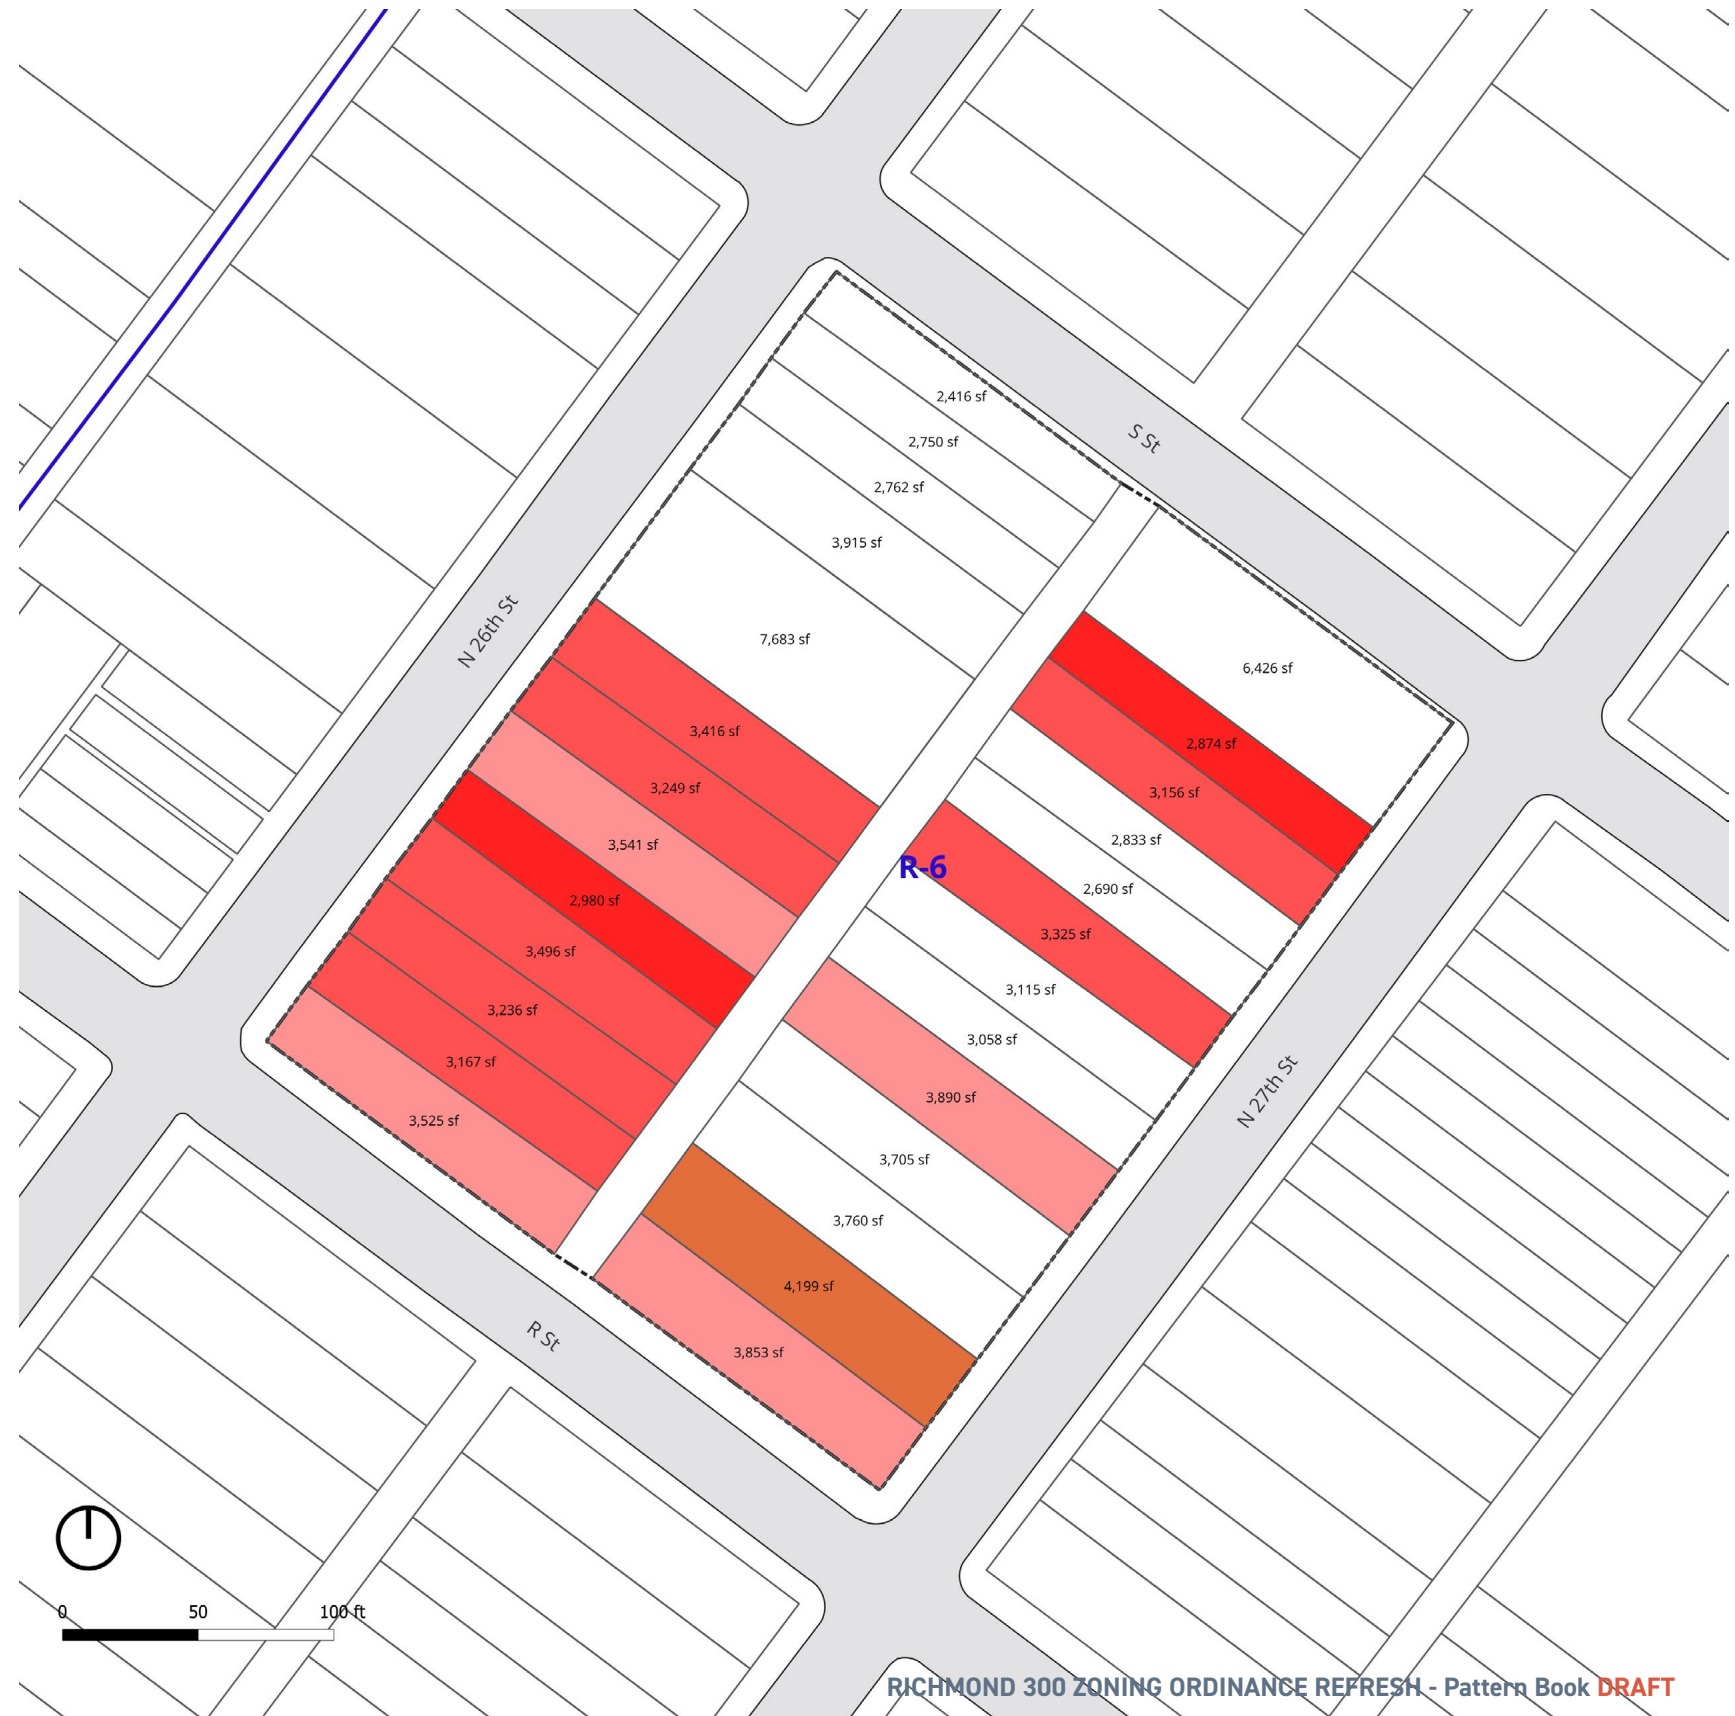 2,416 sf
S St
2,750 sf
2,762 sf
3,915 sf
N 26th St
7,683 sf
6,426 sf
3,416 sf
2,874 sf
3,249 sf
3,156 sf
3,541 sf
2,833 sf
R-6
2,690 sf
2,980 sf
3,325 sf
3,496 sf
3,115 sf
3,236 sf
3,058 sf
3,167 sf
N 27th St
3,890 sf
3,525 sf
3,705 sf
3,760 sf
4,199 sf
R St
3,853 sf
0 50 100 ft
RICHMOND 300 ZONING ORDINANCE REFRESH - Pattern Book DRAFT